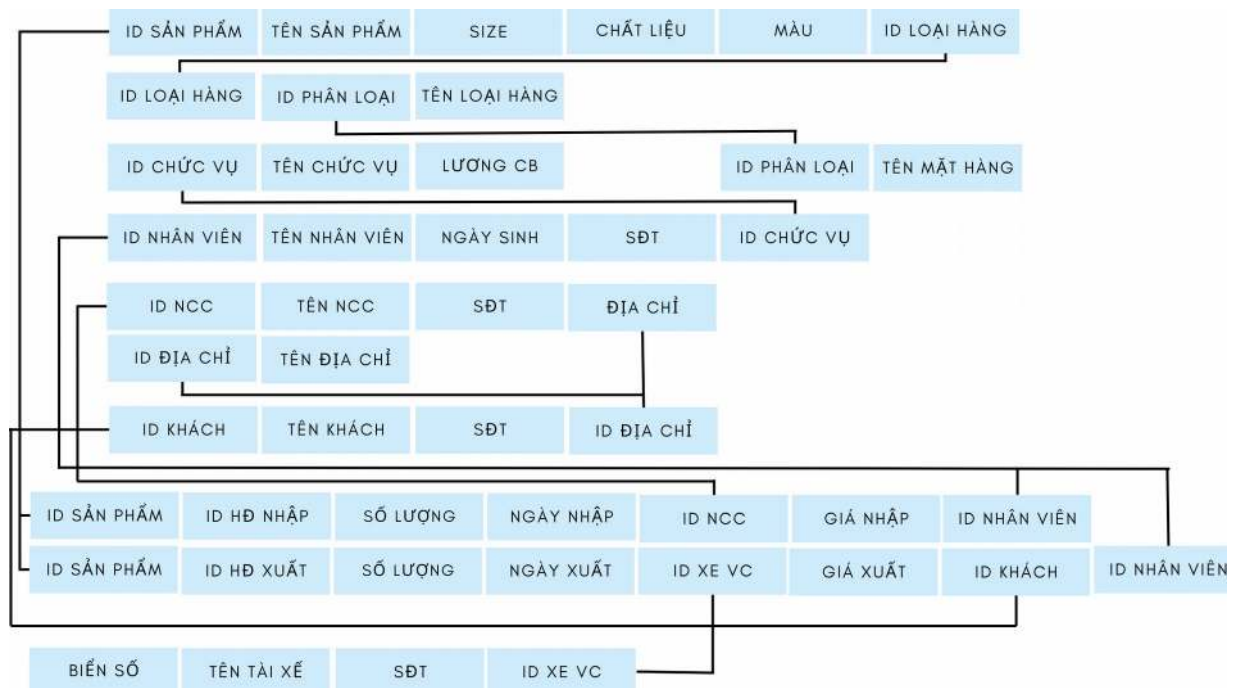 ID SẢN PHẨM TÊN SẢN PHẨM SIZE CHẤT LIỆU MÀU ID LOẠI HÀNG
ID LOẠI HÀNG ID PHÂN LOẠI TÊN LOẠI HÀNG
ID CHỨC VỤ TÊN CHỨC VỤ LƯƠNG CB ID PHÂN LOẠI TÊN MẶT HÀNG
ID NHÂN VIÊN TÊN NHÂN VIÊN NGÀY SINH SĐT ID CHỨC VỤ
ID NCC TÊN NCC SĐT ĐỊA CHỈ
ID ĐỊA CHỈ TÊN ĐỊA CHỈ
ID KHÁCH TÊN KHÁCH SĐT ID ĐỊA CHỈ
ID SẢN PHẨM ID HĐ NHẬP SỐ LƯỢNG NGÀY NHẬP ID NCC GIÁ NHẬP ID NHÂN VIÊN
ID SẢN PHẨM ID HĐ XUẤT SỐ LƯỢNG NGÀY XUẤT ID XE VC GIÁ XUẤT ID KHÁCH ID NHÂN VIÊN
BIỂN SỐ TÊN TÀI XẾ SĐT ID XE VC